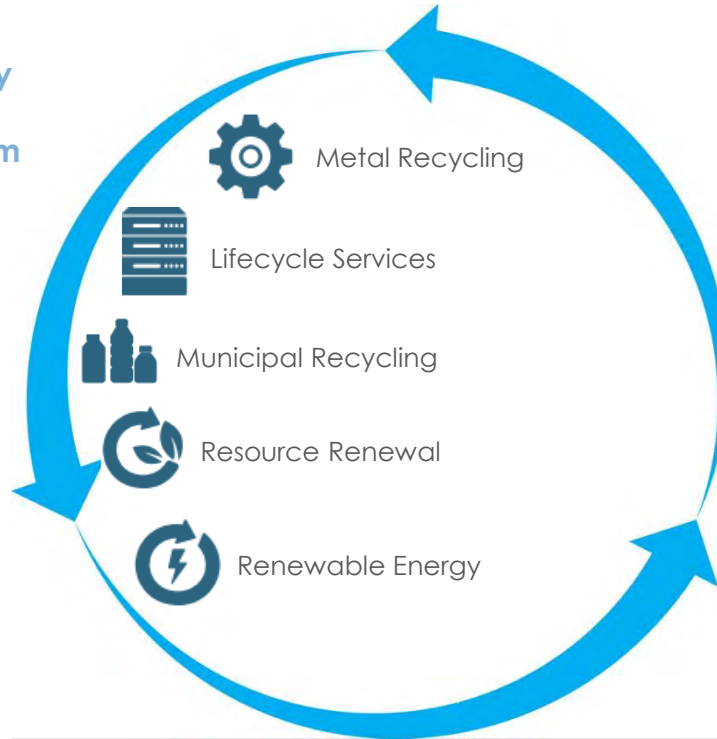 Metal Recycling
Lifecycle Services
Municipal Recycling
Resource Renewal
Renewable Energy